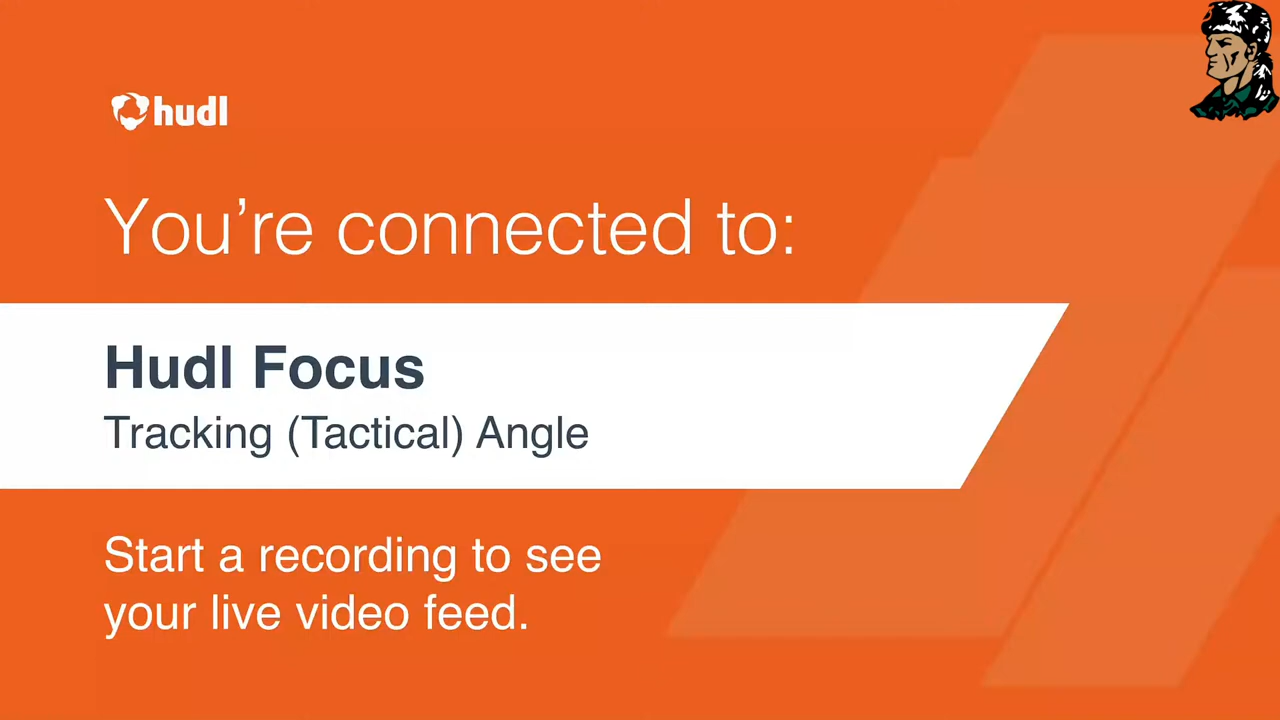 hudl
You’re connected to:
Hudl Focus
Tracking (Tactical) Angle
Start a recording to see
your live video feed.